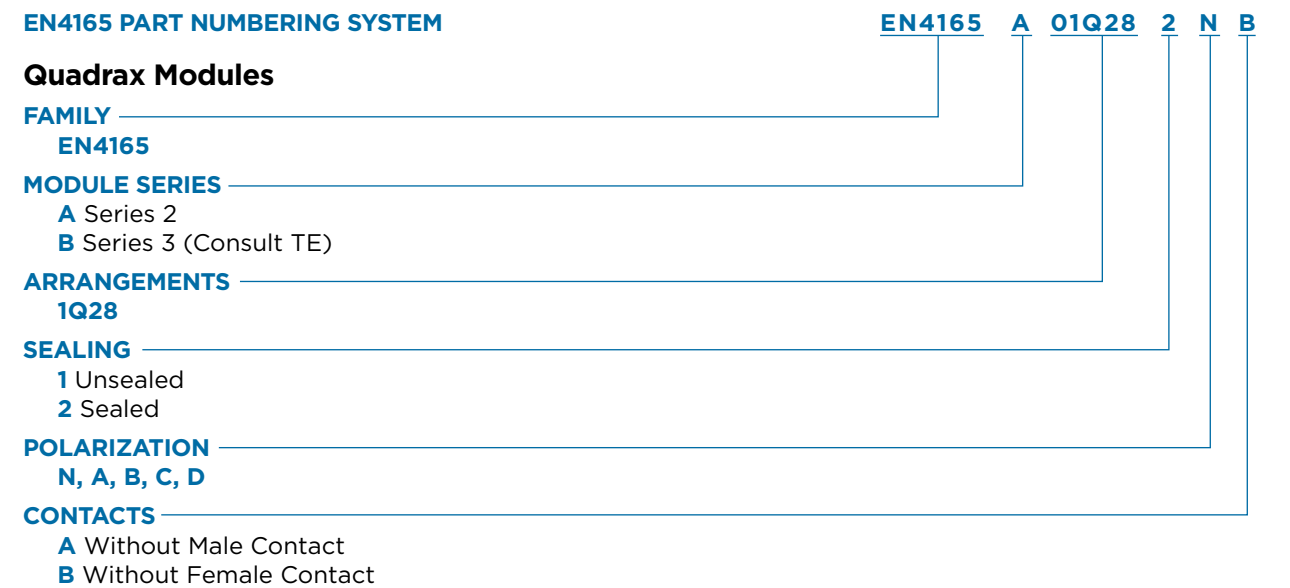 EN4165 PART NUMBERING SYSTEM EN4165 A 01Q28 2 N B
Quadrax Modules
FAMILY
EN4165
MODULE SERIES
A Series 2
B Series 3 (Consult TE)
ARRANGEMENTS
1Q28
SEALING
1 Unsealed
2 Sealed
POLARIZATION
N, A, B, C, D
CONTACTS
A Without Male Contact
B Without Female Contact